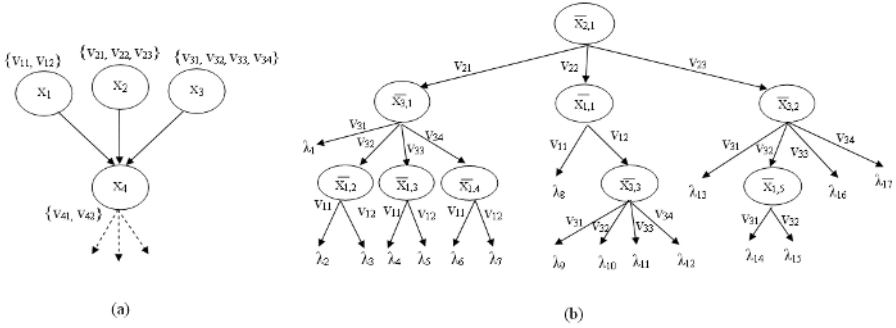 {V11, V12}
{V21, V22, V23}
{V31, V32, V33, V34}
X1
X2
X3
X4
{V41, V42}
(a)
X̅2,1
V21
V22
V23
X̅3,1
X̅1,1
X̅3,2
V31
V32
V33
V34
V11
V12
V31
V32
V33
V34
λ1
X̅1,2
X̅1,3
X̅1,4
λ8
X̅3,3
λ13
X̅1,5
λ16
λ17
V11
V12
V11
V12
V11
V12
V31
V32
V33
V34
V31
V32
λ2
λ3
λ4
λ5
λ6
λ7
λ9
λ10
λ11
λ12
λ14
λ15
(b)